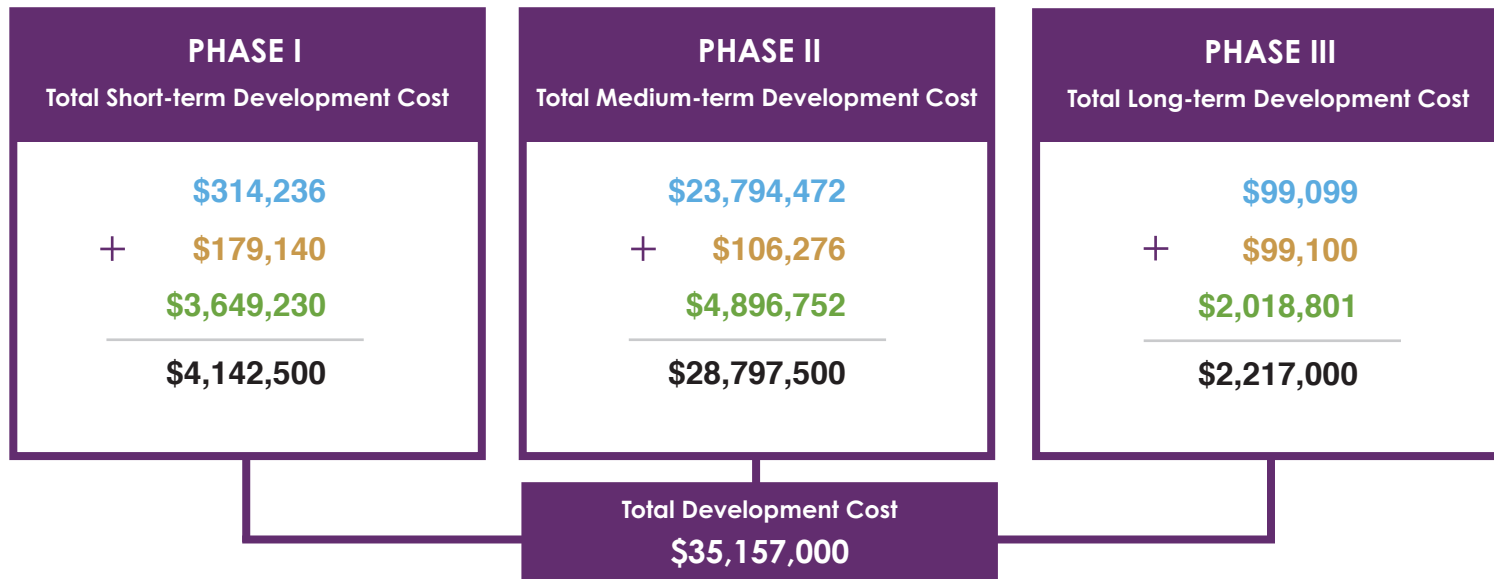 PHASE I
Total Short-term Development Cost
$314,236
+ $179,140
$3,649,230
$4,142,500
PHASE II
Total Medium-term Development Cost
$23,794,472
+ $106,276
$4,896,752
$28,797,500
PHASE III
Total Long-term Development Cost
$99,099
+ $99,100
$2,018,801
$2,217,000
Total Development Cost
$35,157,000